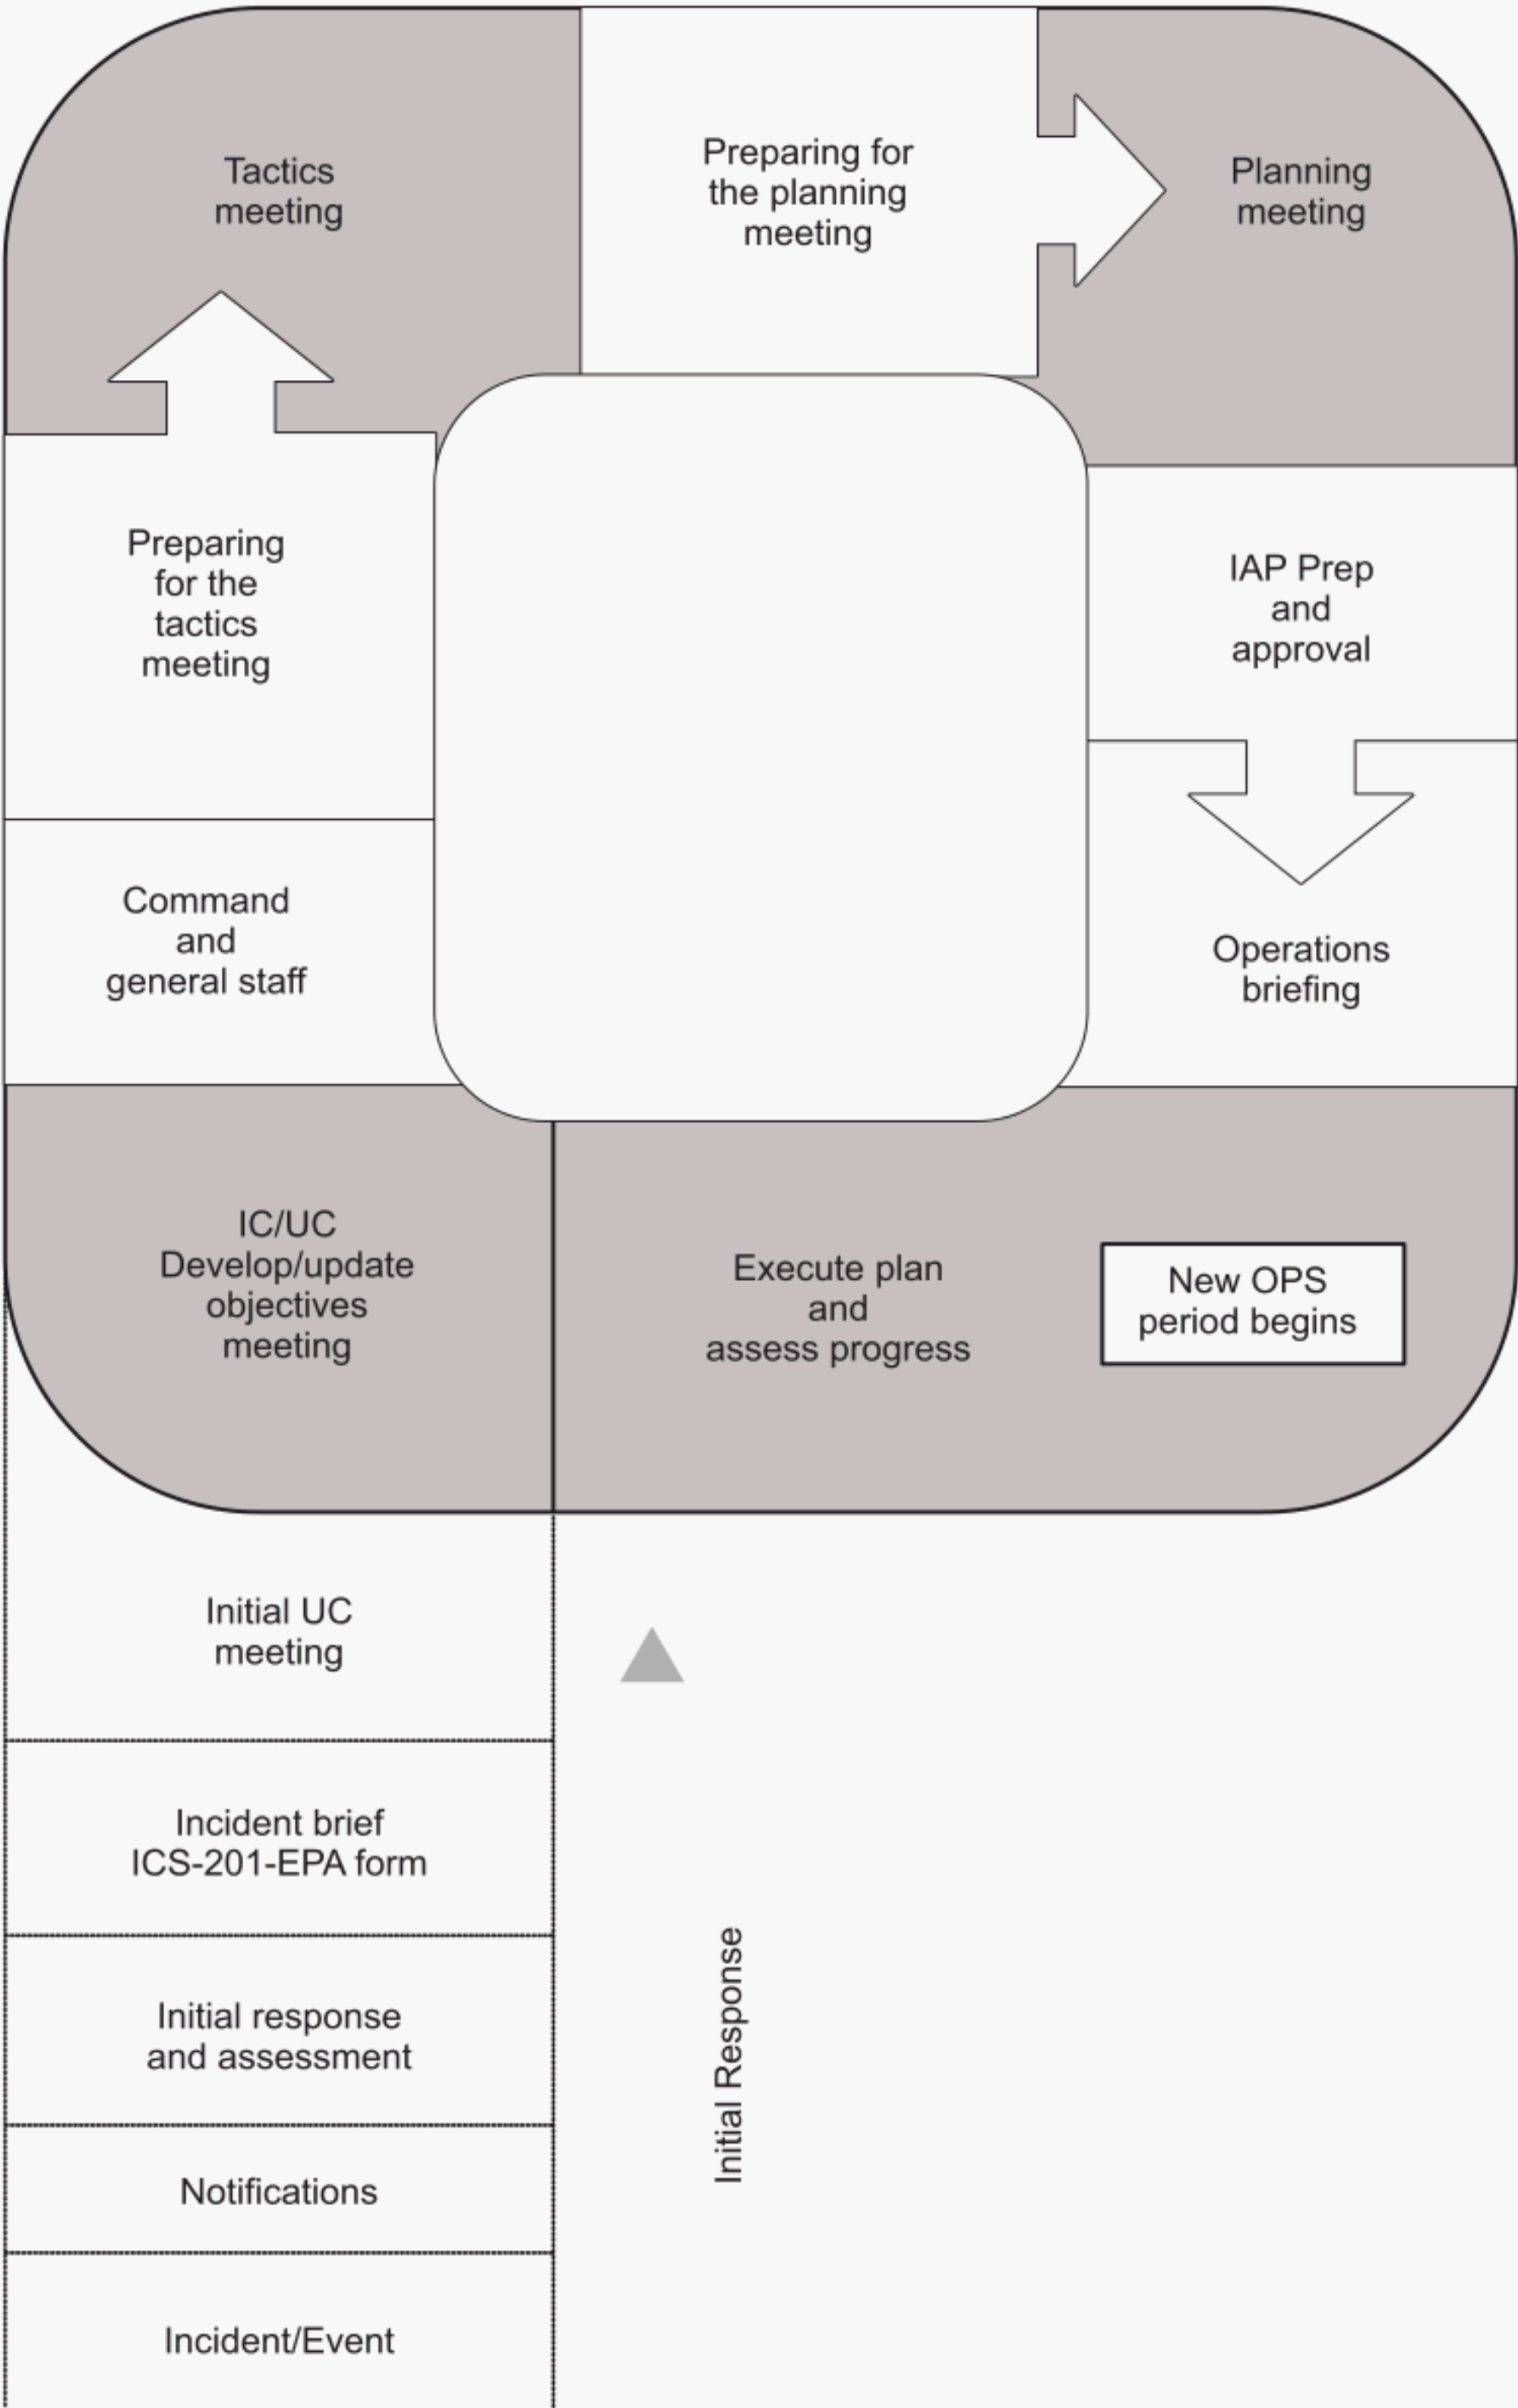 Tactics
meeting
Preparing for
the planning
meeting
Planning
meeting
Preparing
for the
tactics
meeting
IAP Prep
and
approval
Command
and
general staff
Operations
briefing
IC/UC
Develop/update
objectives
meeting
Execute plan
and
assess progress
New OPS
period begins
Initial UC
meeting
Incident brief
ICS-201-EPA form
Initial response
and assessment
Notifications
Incident/Event
Initial Response